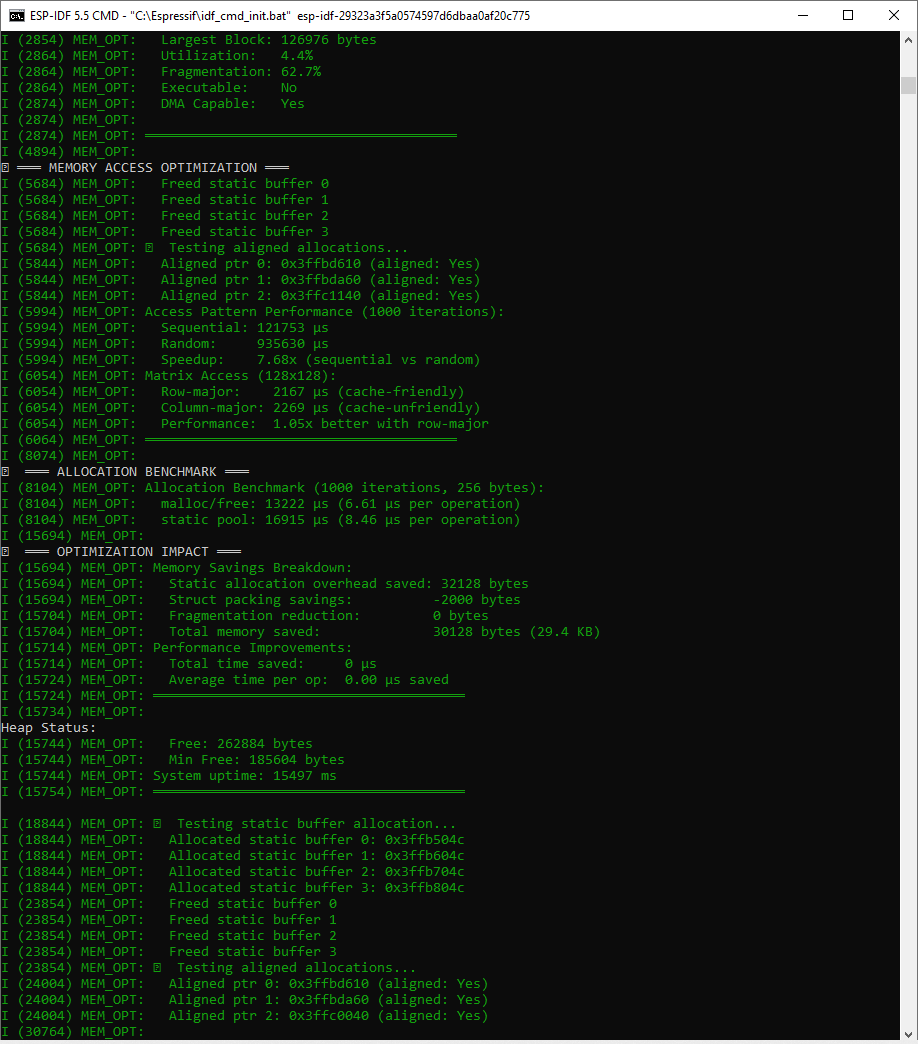 ESP-IDF 5.5 CMD - "C:\Espressif\idf_cmd_init.bat" esp-idf-29323a3f5a0574597d6dbaa0af20c775
I (2854) MEM_OPT:   Largest Block: 126976 bytes
I (2864) MEM_OPT:   Utilization:   4.4%
I (2864) MEM_OPT:   Fragmentation: 62.7%
I (2864) MEM_OPT:   Executable:    No
I (2874) MEM_OPT:   DMA Capable:   Yes
I (2874) MEM_OPT:
I (2874) MEM_OPT: ═══════════════════════════════════════
I (4894) MEM_OPT:
═══ MEMORY ACCESS OPTIMIZATION ═══
I (5684) MEM_OPT:   Freed static buffer 0
I (5684) MEM_OPT:   Freed static buffer 1
I (5684) MEM_OPT:   Freed static buffer 2
I (5684) MEM_OPT:   Freed static buffer 3
I (5684) MEM_OPT:   Testing aligned allocations...
I (5844) MEM_OPT:   Aligned ptr 0: 0x3ffbd610 (aligned: Yes)
I (5844) MEM_OPT:   Aligned ptr 1: 0x3ffbda60 (aligned: Yes)
I (5844) MEM_OPT:   Aligned ptr 2: 0x3ffc1140 (aligned: Yes)
I (5994) MEM_OPT: Access Pattern Performance (1000 iterations):
I (5994) MEM_OPT:   Sequential: 121753 µs
I (5994) MEM_OPT:   Random:     935630 µs
I (5994) MEM_OPT:   Speedup:    7.68x (sequential vs random)
I (6054) MEM_OPT: Matrix Access (128x128):
I (6054) MEM_OPT:   Row-major:    2167 µs (cache-friendly)
I (6054) MEM_OPT:   Column-major: 2269 µs (cache-unfriendly)
I (6054) MEM_OPT:   Performance:  1.05x better with row-major
I (6064) MEM_OPT: ═══════════════════════════════════════
I (8074) MEM_OPT:
═══ ALLOCATION BENCHMARK ═══
I (8104) MEM_OPT: Allocation Benchmark (1000 iterations, 256 bytes):
I (8104) MEM_OPT:   malloc/free: 13222 µs (6.61 µs per operation)
I (8104) MEM_OPT:   static pool: 16915 µs (8.46 µs per operation)
I (15694) MEM_OPT:
═══ OPTIMIZATION IMPACT ═══
I (15694) MEM_OPT: Memory Savings Breakdown:
I (15694) MEM_OPT:   Static allocation overhead saved: 32128 bytes
I (15694) MEM_OPT:   Struct packing savings:          -2000 bytes
I (15704) MEM_OPT:   Fragmentation reduction:         0 bytes
I (15704) MEM_OPT:   Total memory saved:              30128 bytes (29.4 KB)
I (15714) MEM_OPT: Performance Improvements:
I (15714) MEM_OPT:   Total time saved:     0 µs
I (15724) MEM_OPT:   Average time per op:  0.00 µs saved
I (15724) MEM_OPT: ═══════════════════════════════════════
I (15734) MEM_OPT:
Heap Status:
I (15744) MEM_OPT:   Free: 262884 bytes
I (15744) MEM_OPT:   Min Free: 185604 bytes
I (15744) MEM_OPT: System uptime: 15497 ms
I (15754) MEM_OPT: ═══════════════════════════════════════
I (18844) MEM_OPT:   Testing static buffer allocation...
I (18844) MEM_OPT:   Allocated static buffer 0: 0x3ffb504c
I (18844) MEM_OPT:   Allocated static buffer 1: 0x3ffb604c
I (18844) MEM_OPT:   Allocated static buffer 2: 0x3ffb704c
I (18844) MEM_OPT:   Allocated static buffer 3: 0x3ffb804c
I (23854) MEM_OPT:   Freed static buffer 0
I (23854) MEM_OPT:   Freed static buffer 1
I (23854) MEM_OPT:   Freed static buffer 2
I (23854) MEM_OPT:   Freed static buffer 3
I (23854) MEM_OPT:   Testing aligned allocations...
I (24004) MEM_OPT:   Aligned ptr 0: 0x3ffbd610 (aligned: Yes)
I (24004) MEM_OPT:   Aligned ptr 1: 0x3ffbda60 (aligned: Yes)
I (24004) MEM_OPT:   Aligned ptr 2: 0x3ffc0040 (aligned: Yes)
I (30764) MEM_OPT: